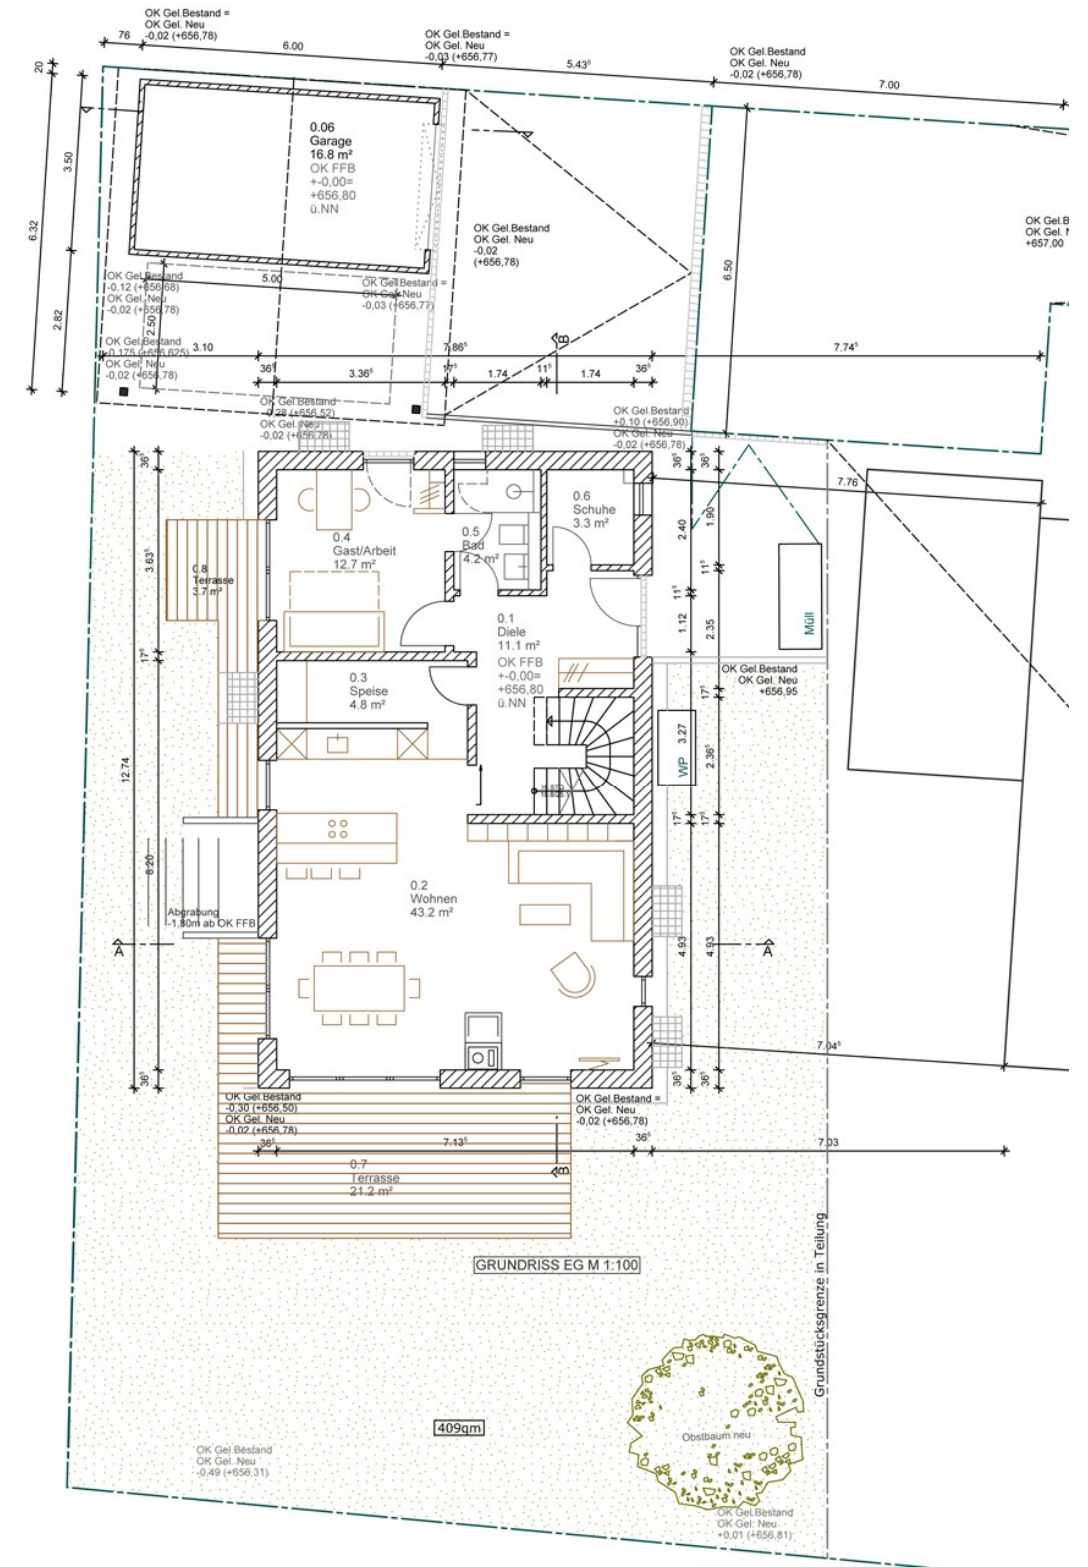 OK Gel.Bestand =
OK Gel. Neu
-0,02 (+656,78)
76
6.00
OK Gel.Bestand =
OK Gel. Neu
-0,03 (+656,77)
5.43⁵
OK Gel.Bestand
OK Gel. Neu
-0,02 (+656,78)
7.00
20
3.50
6.32
2.82
0.06
Garage
16.8 m²
OK FFB
+-0,00=
+656,80
ü.NN
OK Gel.Bestand
OK Gel. Neu
-0,02
(+656,78)
6.50
OK Gel.B
OK Gel. N
+657,00
OK Gel.Bestand
-0,12 (+656,68)
OK Gel. Neu
-0,02 (+656,78)
5.00
2.50
OK Gel.Bestand =
OK Gel. Neu
-0,03 (+656,77)
OK Gel.Bestand
-0,175 (+656,625)
OK Gel. Neu
-0,02 (+656,78)
3.10
7.86⁵
7.74⁵
B
36⁵
3.36⁵
17⁵
1.74
11⁵
1.74
36⁵
OK Gel.Bestand
-0,28 (+656,52)
OK Gel. Neu
-0,02 (+656,78)
OK Gel.Bestand
+0,10 (+656,90)
OK Gel. Neu
-0,02 (+656,78)
36⁵
36⁵
36⁵
7.76
0.4
Gast/Arbeit
12.7 m²
0.5
Bad
4.2 m²
0.6
Schuhe
3.3 m²
2.40
1.90
3.63⁵
0.8
Terrasse
3.7 m²
11⁵
11⁵
1.12
2.35
Müll
0.1
Diele
11.1 m²
OK FFB
+-0,00=
+656,80
ü.NN
17⁵
0.3
Speise
4.8 m²
OK Gel.Bestand
OK Gel. Neu
+656,95
17⁵
3.27
WP
2.36⁵
12.74
17⁵
17⁵
8.20
0.2
Wohnen
43.2 m²
Abgrabung
-1,80m ab OK FFB
A
A
4.93
4.93
7.04⁵
36⁵
36⁵
36⁵
OK Gel.Bestand
-0,30 (+656,50)
OK Gel. Neu
-0,02 (+656,78)
OK Gel.Bestand =
OK Gel. Neu
-0,02 (+656,78)
36⁵
7.13⁵
36⁵
7.03
B
0.7
Terrasse
21.2 m²
GRUNDRISS EG M 1:100
Grundstücksgrenze in Teilung
409qm
Obstbaum neu
OK Gel.Bestand
OK Gel. Neu
-0,49 (+656,31)
OK Gel.Bestand
OK Gel. Neu
+0,01 (+656,81)